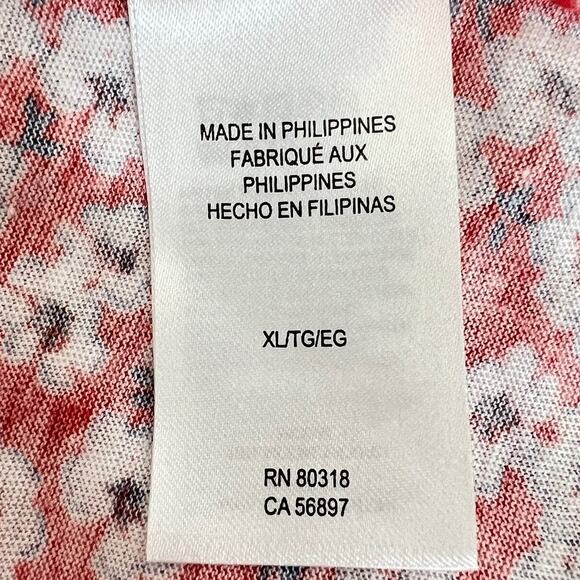 MADE IN PHILIPPINES
FABRIQUÉ AUX
PHILIPPINES
HECHO EN FILIPINAS
XL/TG/EG
RN 80318
CA 56897